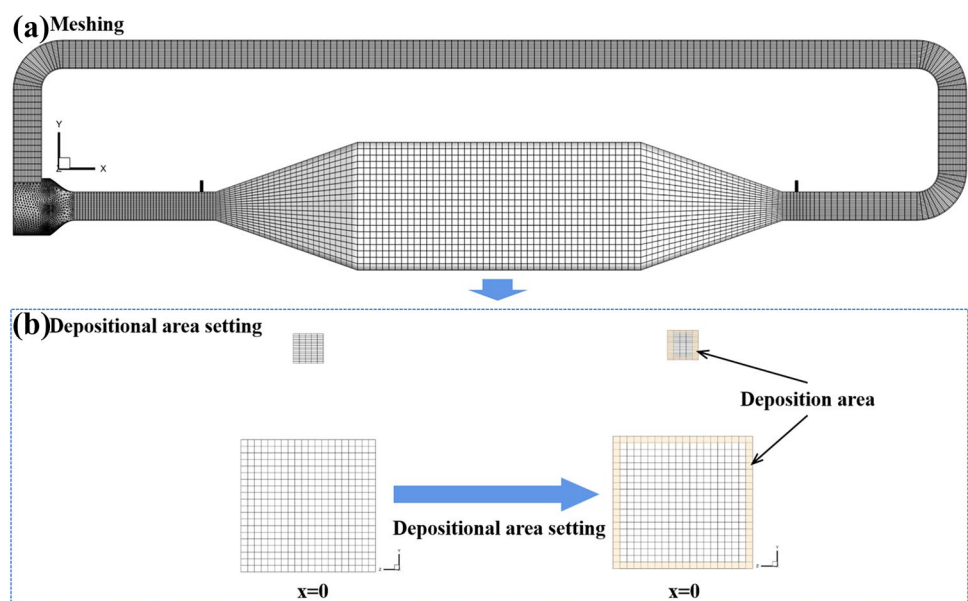 (a) Meshing
Y
Z X
(b) Depositional area setting
Deposition area
Depositional area setting
Y
Z
Y
Z
x=0
x=0